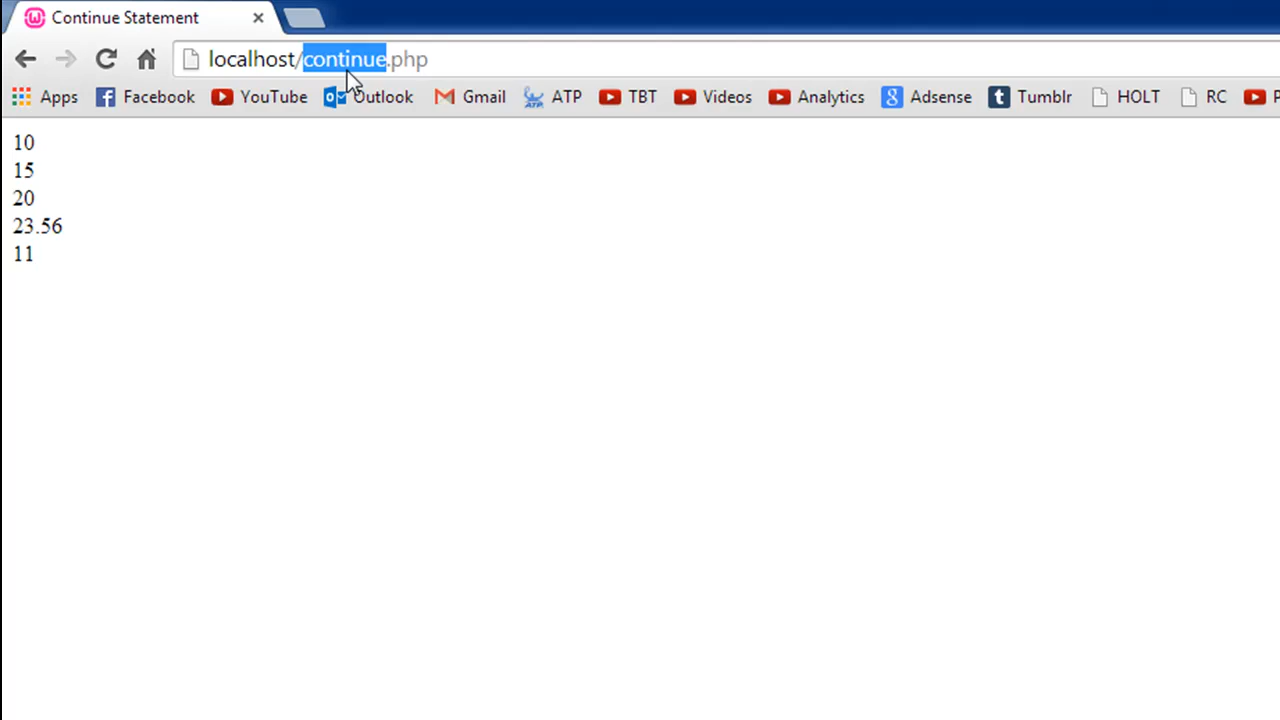 Continue Statement
localhost/continue.php
Apps Facebook YouTube Outlook Gmail ATP TBT Videos Analytics Adsense Tumblr HOLT RC P
10
15
20
23.56
11